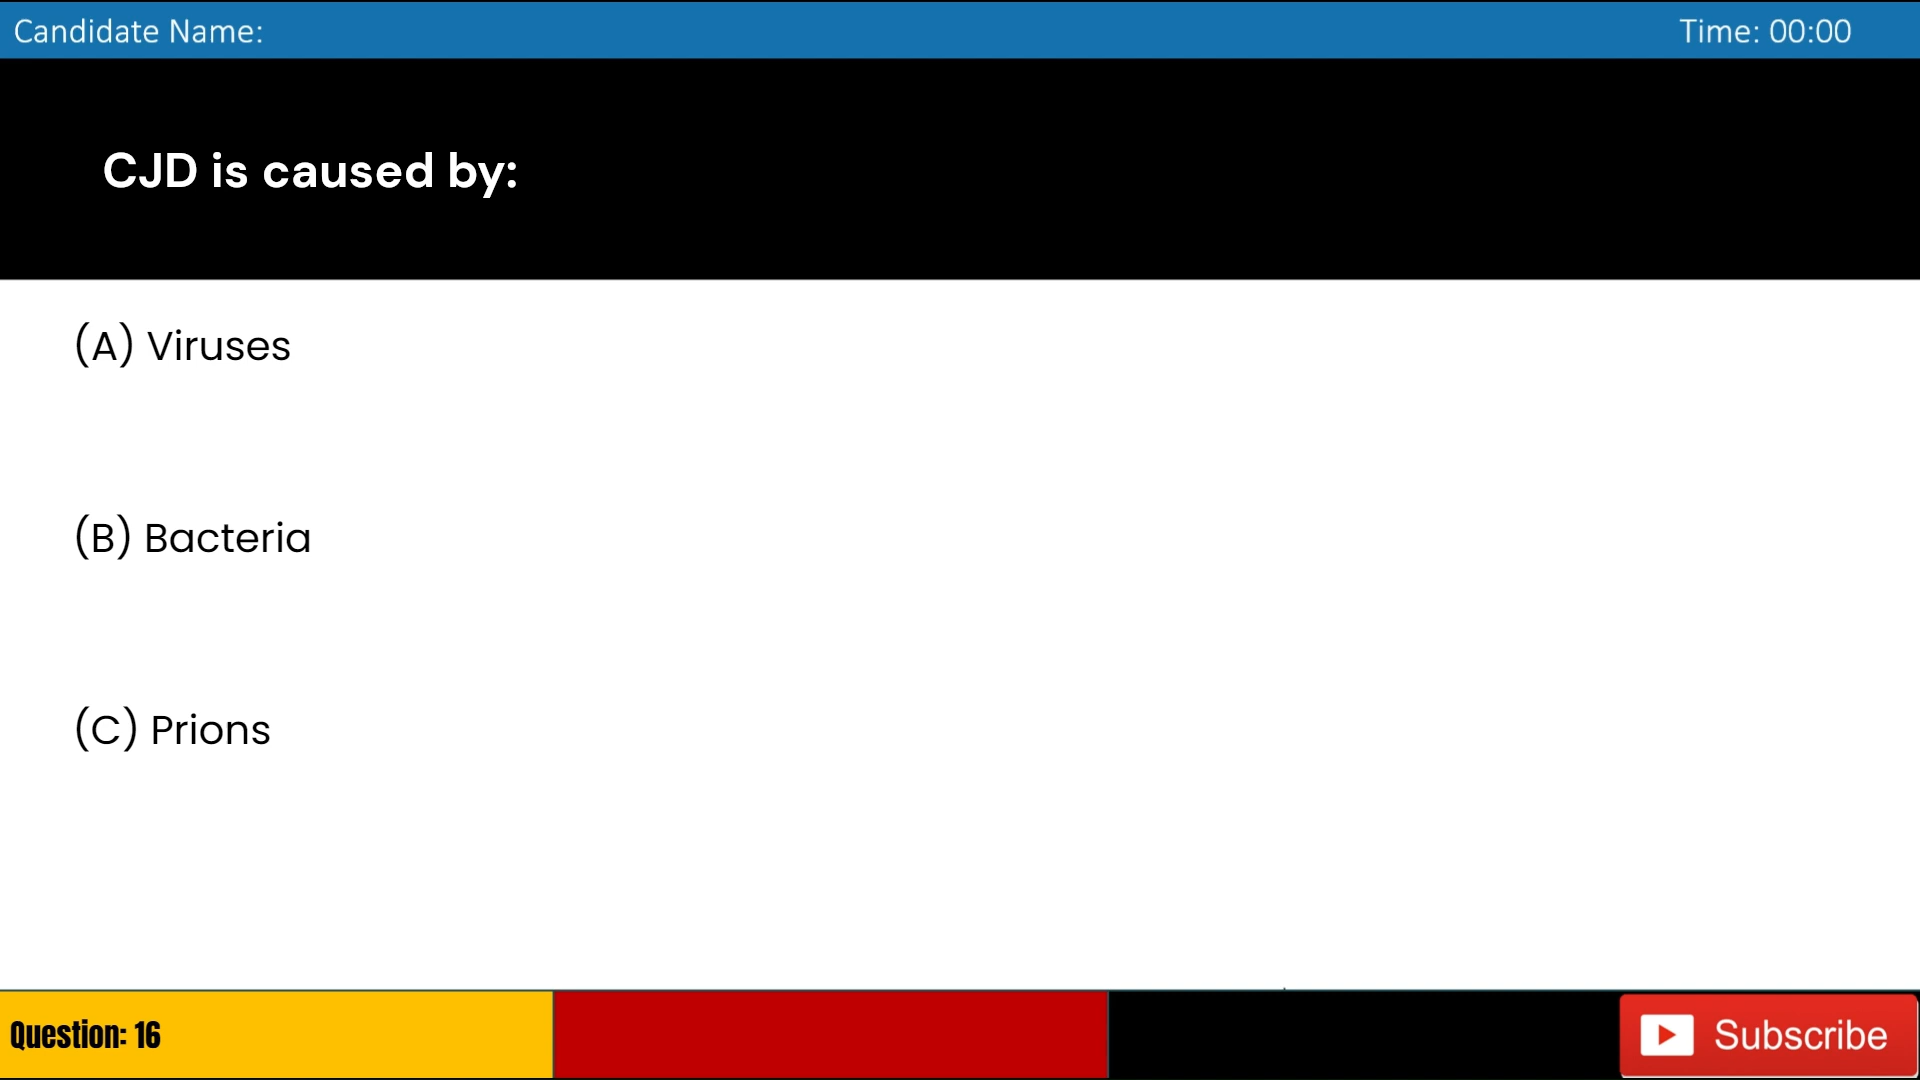 Candidate Name:
Time: 00:00
CJD is caused by:
(A) Viruses
(B) Bacteria
(C) Prions
Question: 16
Subscribe